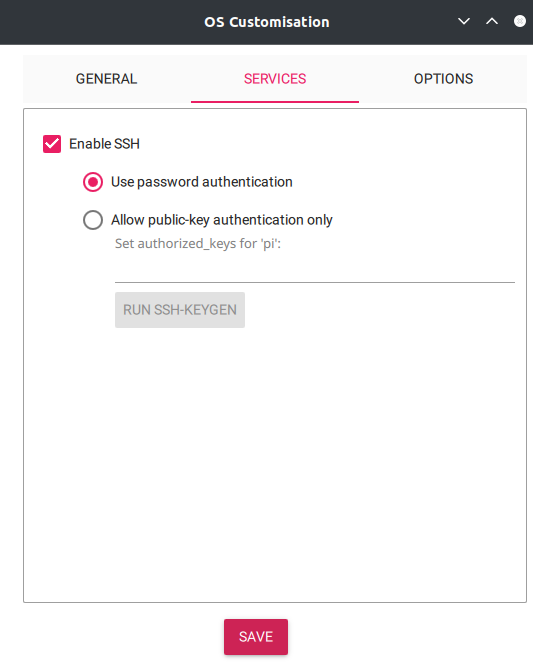 OS Customisation
GENERAL SERVICES OPTIONS
Enable SSH
Use password authentication
Allow public-key authentication only
Set authorized_keys for 'pi':
RUN SSH-KEYGEN
SAVE